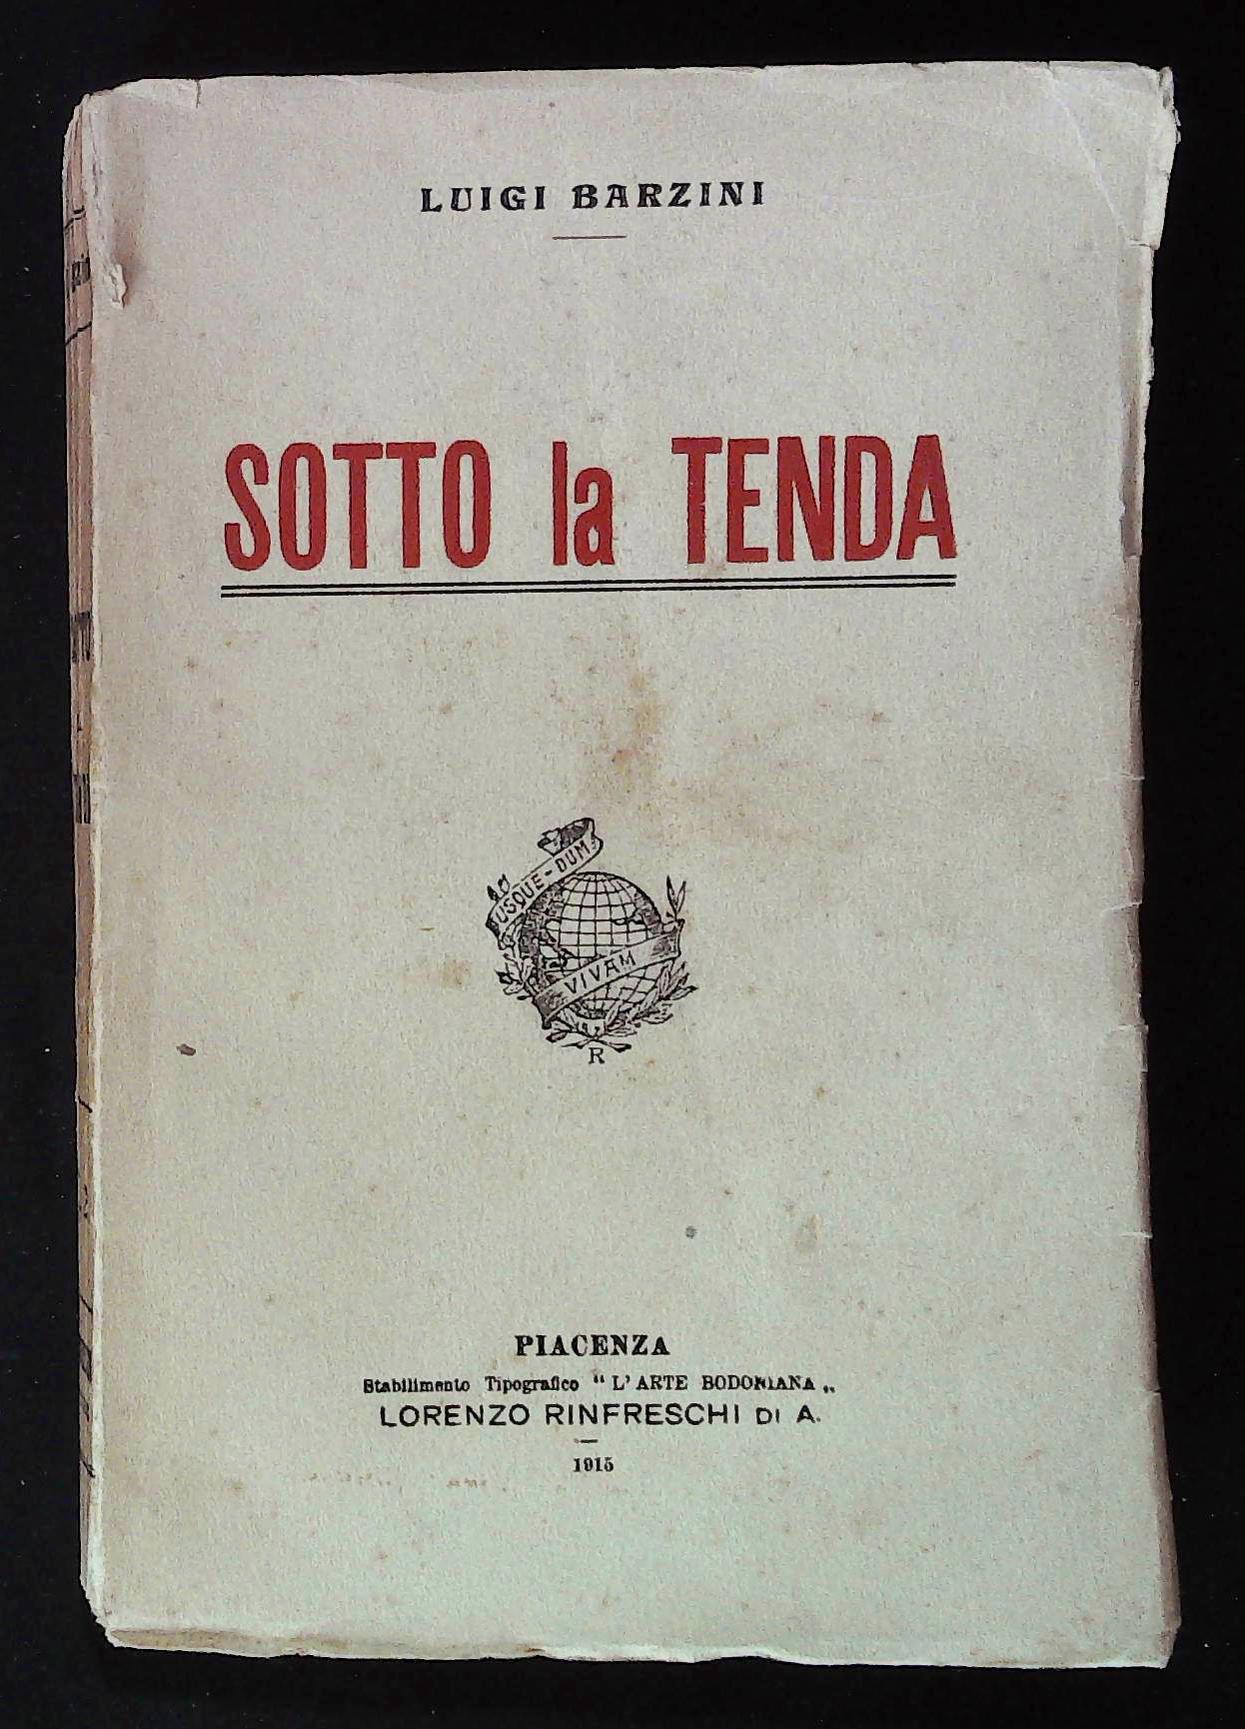 LUIGI BARZINI
SOTTO la TENDA
USQUE-DUM
VIVAM
R
PIACENZA
Stabilimento Tipografico “ L' ARTE BODONIANA „
LORENZO RINFRESCHI DI A.
1915